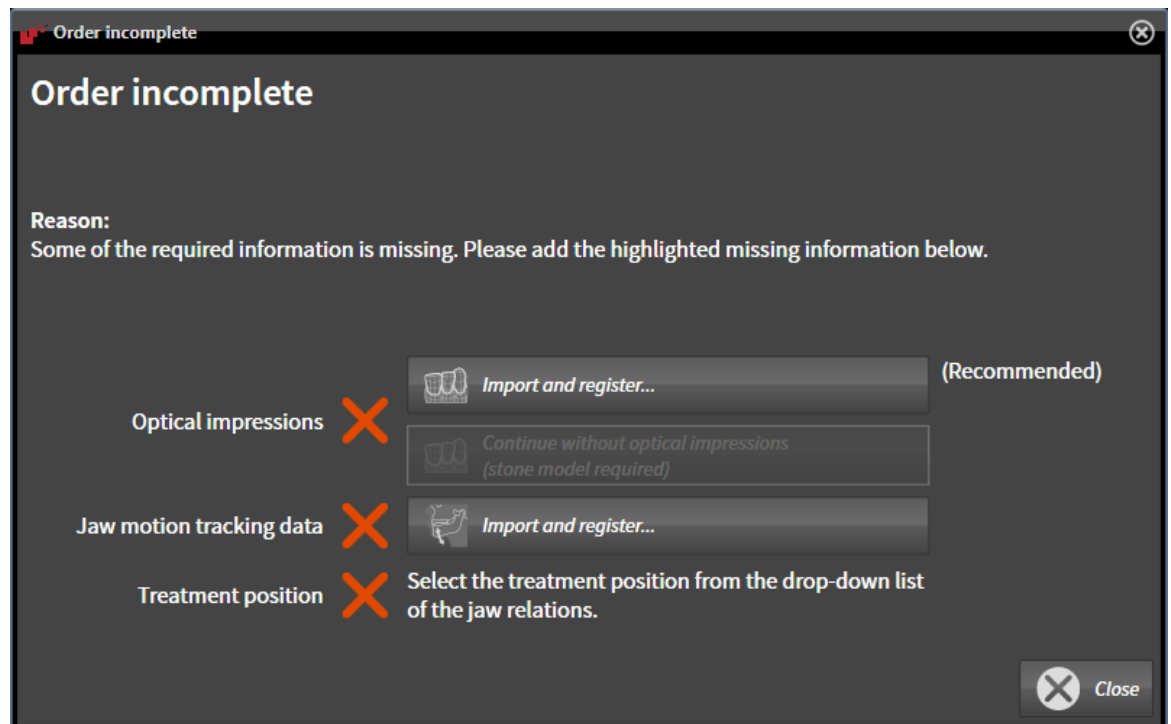 Order incomplete
Order incomplete
Reason:
Some of the required information is missing. Please add the highlighted missing information below.
Optical impressions
Import and register...
(Recommended)
Continue without optical impressions
(stone model required)
Jaw motion tracking data
Import and register...
Treatment position
Select the treatment position from the drop-down list
of the jaw relations.
Close